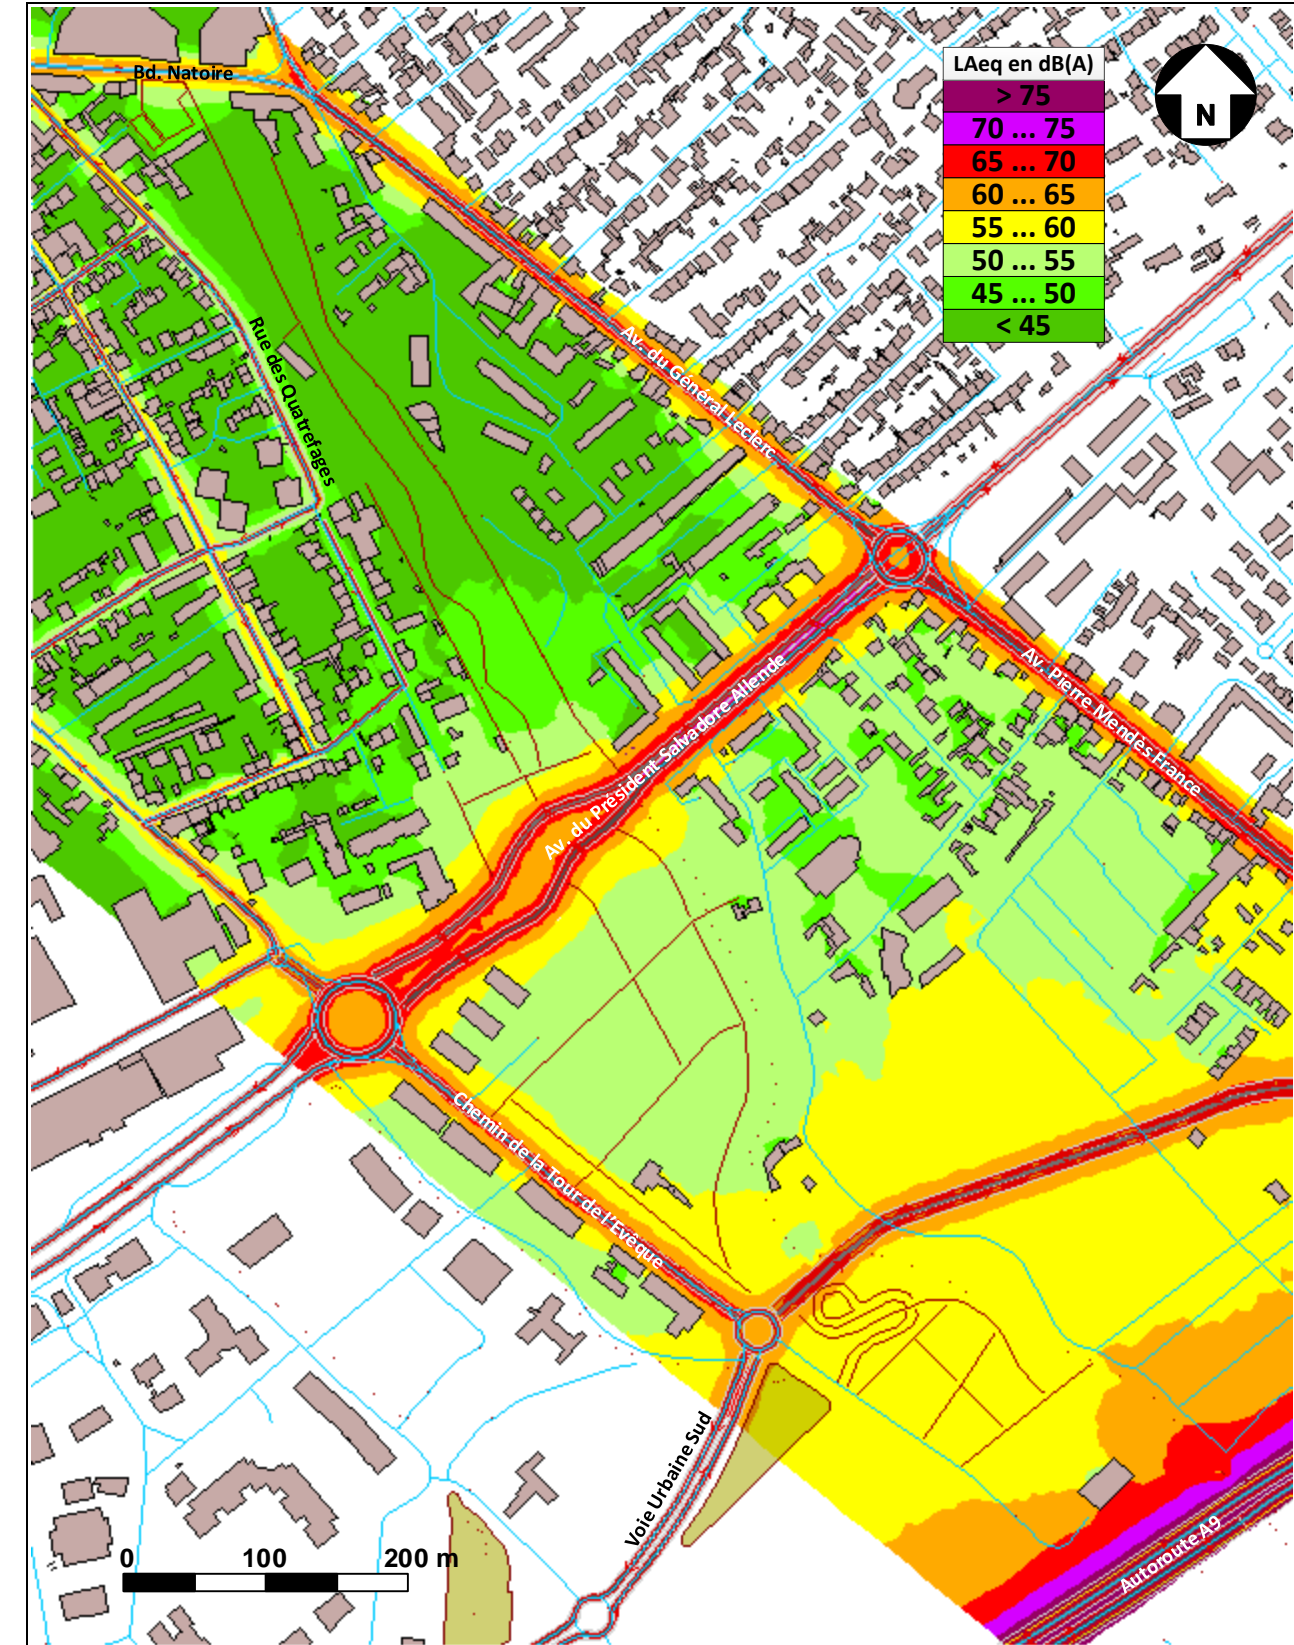 Bd. Natoire
LAeq en dB(A)
> 75
70 ... 75
65 ... 70
60 ... 65
55 ... 60
50 ... 55
45 ... 50
< 45
N
Rue des Quatrefages
Av. du Général Leclerc
Av. du Président Salvadore Allende
Av. Pierre Mendès France
Chemin de la Tour de l'Evêque
Voie Urbaine Sud
Autoroute A9
0 100 200 m